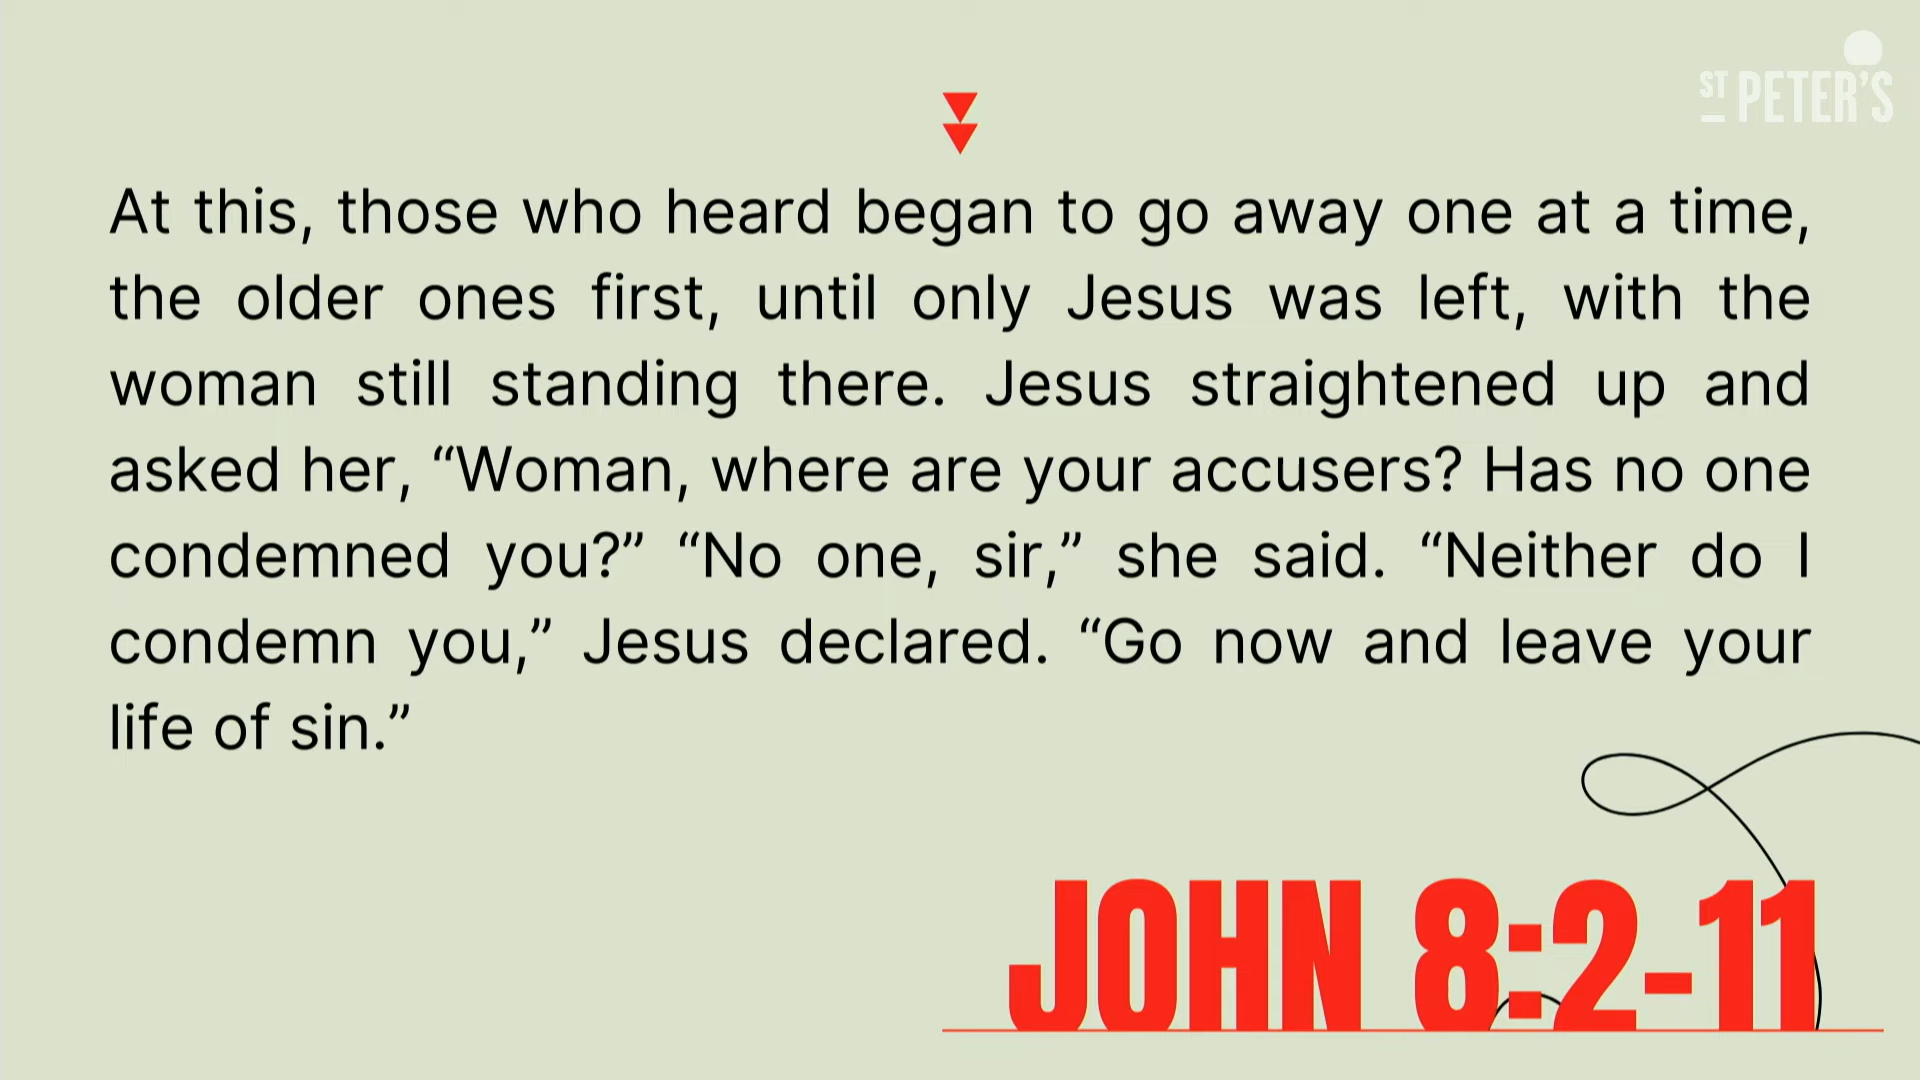 ST PETER'S
At this, those who heard began to go away one at a time,
the older ones first, until only Jesus was left, with the
woman still standing there. Jesus straightened up and
asked her, “Woman, where are your accusers? Has no one
condemned you?” “No one, sir,” she said. “Neither do I
condemn you,” Jesus declared. “Go now and leave your
life of sin.”
JOHN 8:2-11